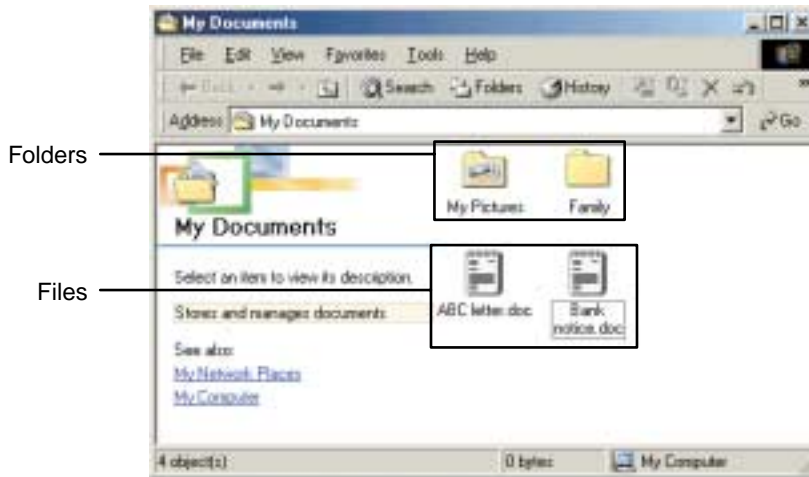 My Documents
File Edit View Favorites Tools Help
Back Search Folders History
Address My Documents Go
Folders
My Pictures Family
My Documents
Select an item to view its description.
Files
Stores and manages documents
ABC letter.doc Bank
notice.doc
See also:
My Network Places
My Computer
4 object(s) 0 bytes My Computer